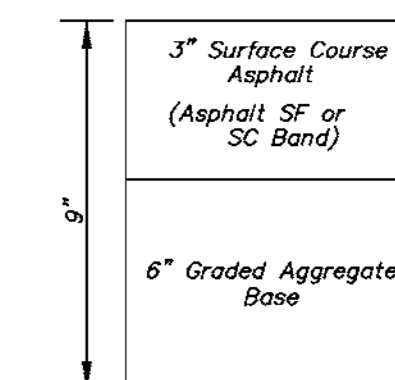 3" Surface Course
Asphalt
(Asphalt SF or
SC Band)
9"
6" Graded Aggregate
Base